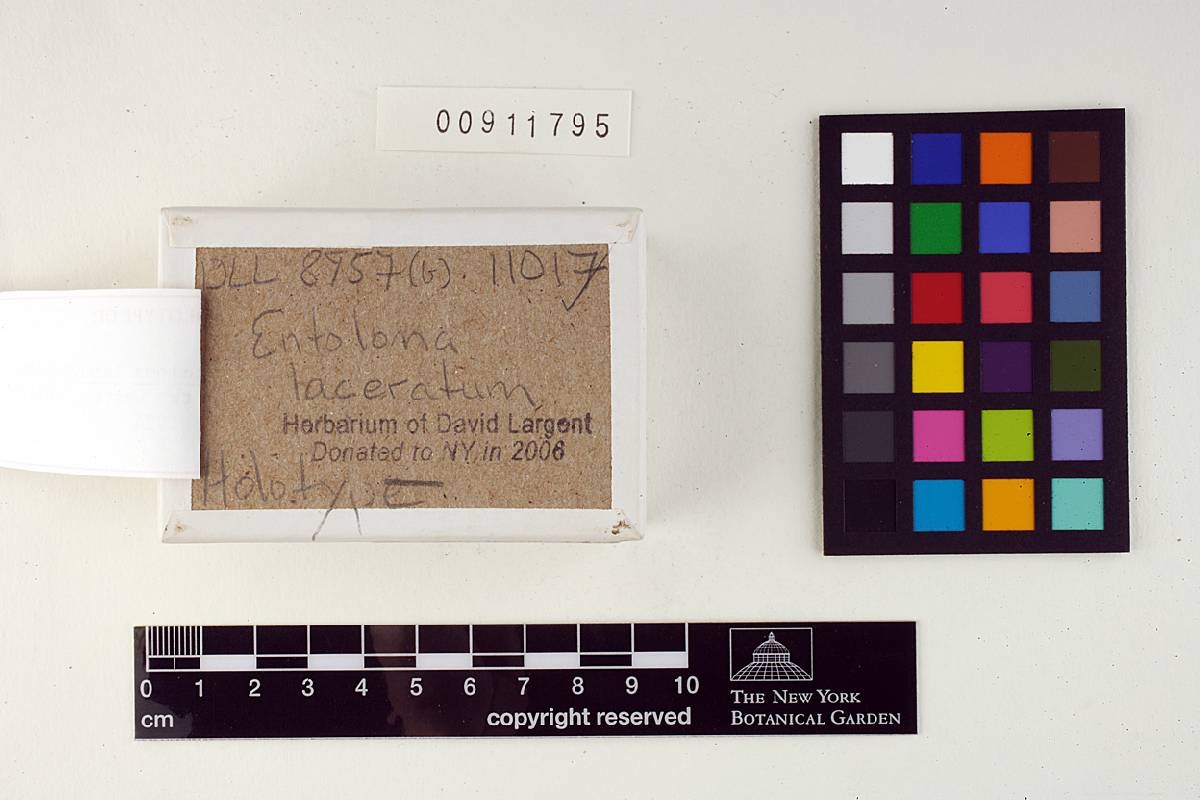 00911795
DLL 8957(b). 11017
Entoloma
laceratum
Herbarium of David Largent
Donated to NY in 2006
Holotype
0 1 2 3 4 5 6 7 8 9 10
cm
copyright reserved
THE NEW YORK
BOTANICAL GARDEN